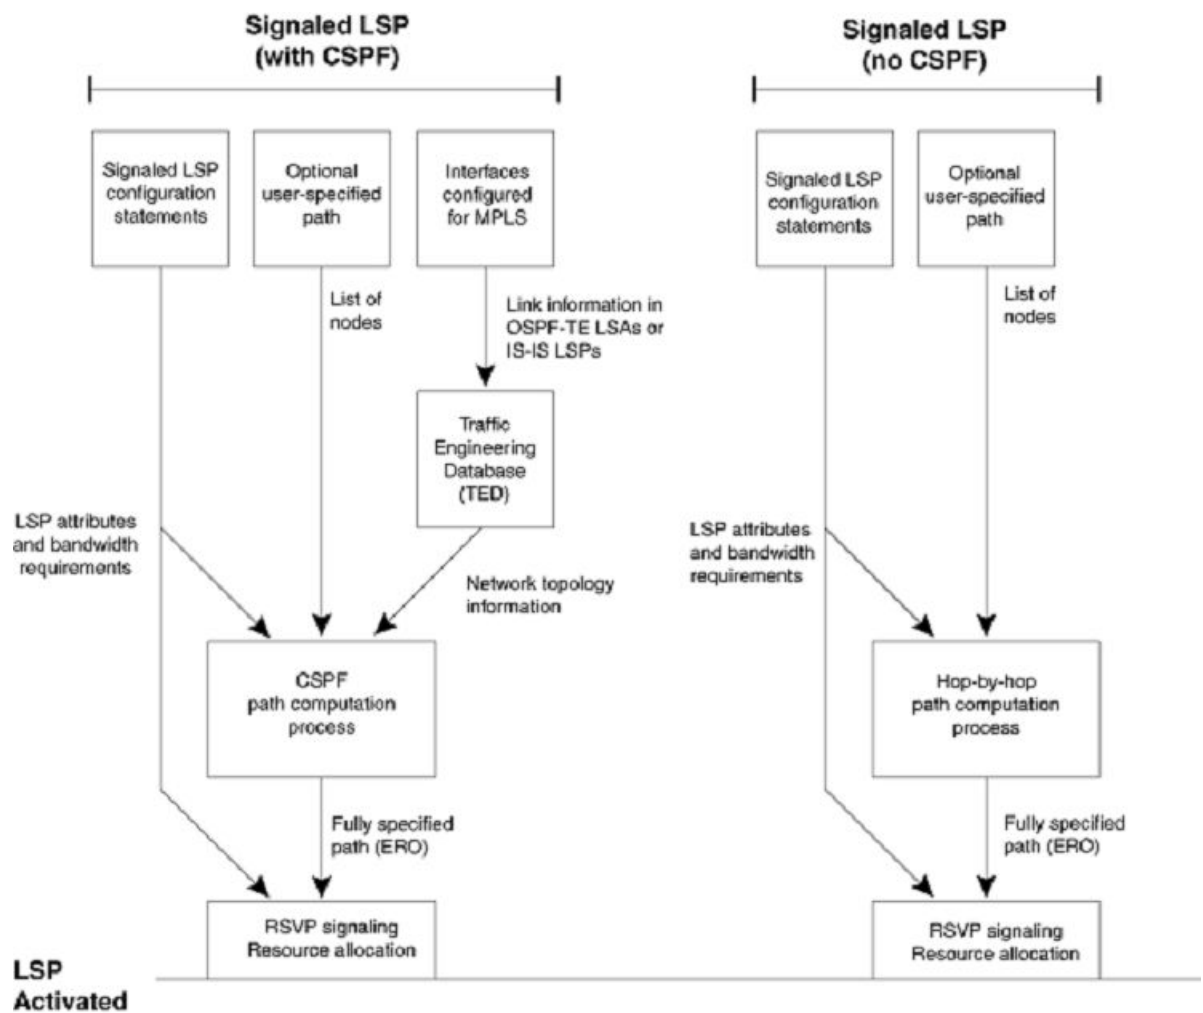 Signaled LSP
(with CSPF)
Signaled LSP
(no CSPF)
Signaled LSP
configuration
statements
Optional
user-specified
path
Interfaces
configured
for MPLS
Signaled LSP
configuration
statements
Optional
user-specified
path
List of
nodes
Link information in
OSPF-TE LSAs or
IS-IS LSPs
List of
nodes
Traffic
Engineering
Database
(TED)
LSP attributes
and bandwidth
requirements
Network topology
information
LSP attributes
and bandwidth
requirements
CSPF
path computation
process
Hop-by-hop
path computation
process
Fully specified
path (ERO)
Fully specified
path (ERO)
RSVP signaling
Resource allocation
RSVP signaling
Resource allocation
LSP
Activated